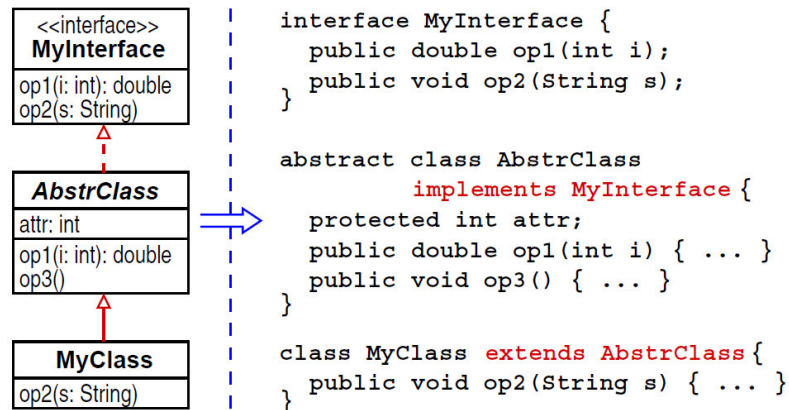 <<interface>>
MyInterface
op1(i: int): double
op2(s: String)
AbstrClass
attr: int
op1(i: int): double
op3()
MyClass
op2(s: String)
interface MyInterface {
public double op1(int i);
public void op2(String s);
}
abstract class AbstrClass
implements MyInterface {
protected int attr;
public double op1(int i) { ... }
public void op3() { ... }
}
class MyClass extends AbstrClass {
public void op2(String s) { ... }
}